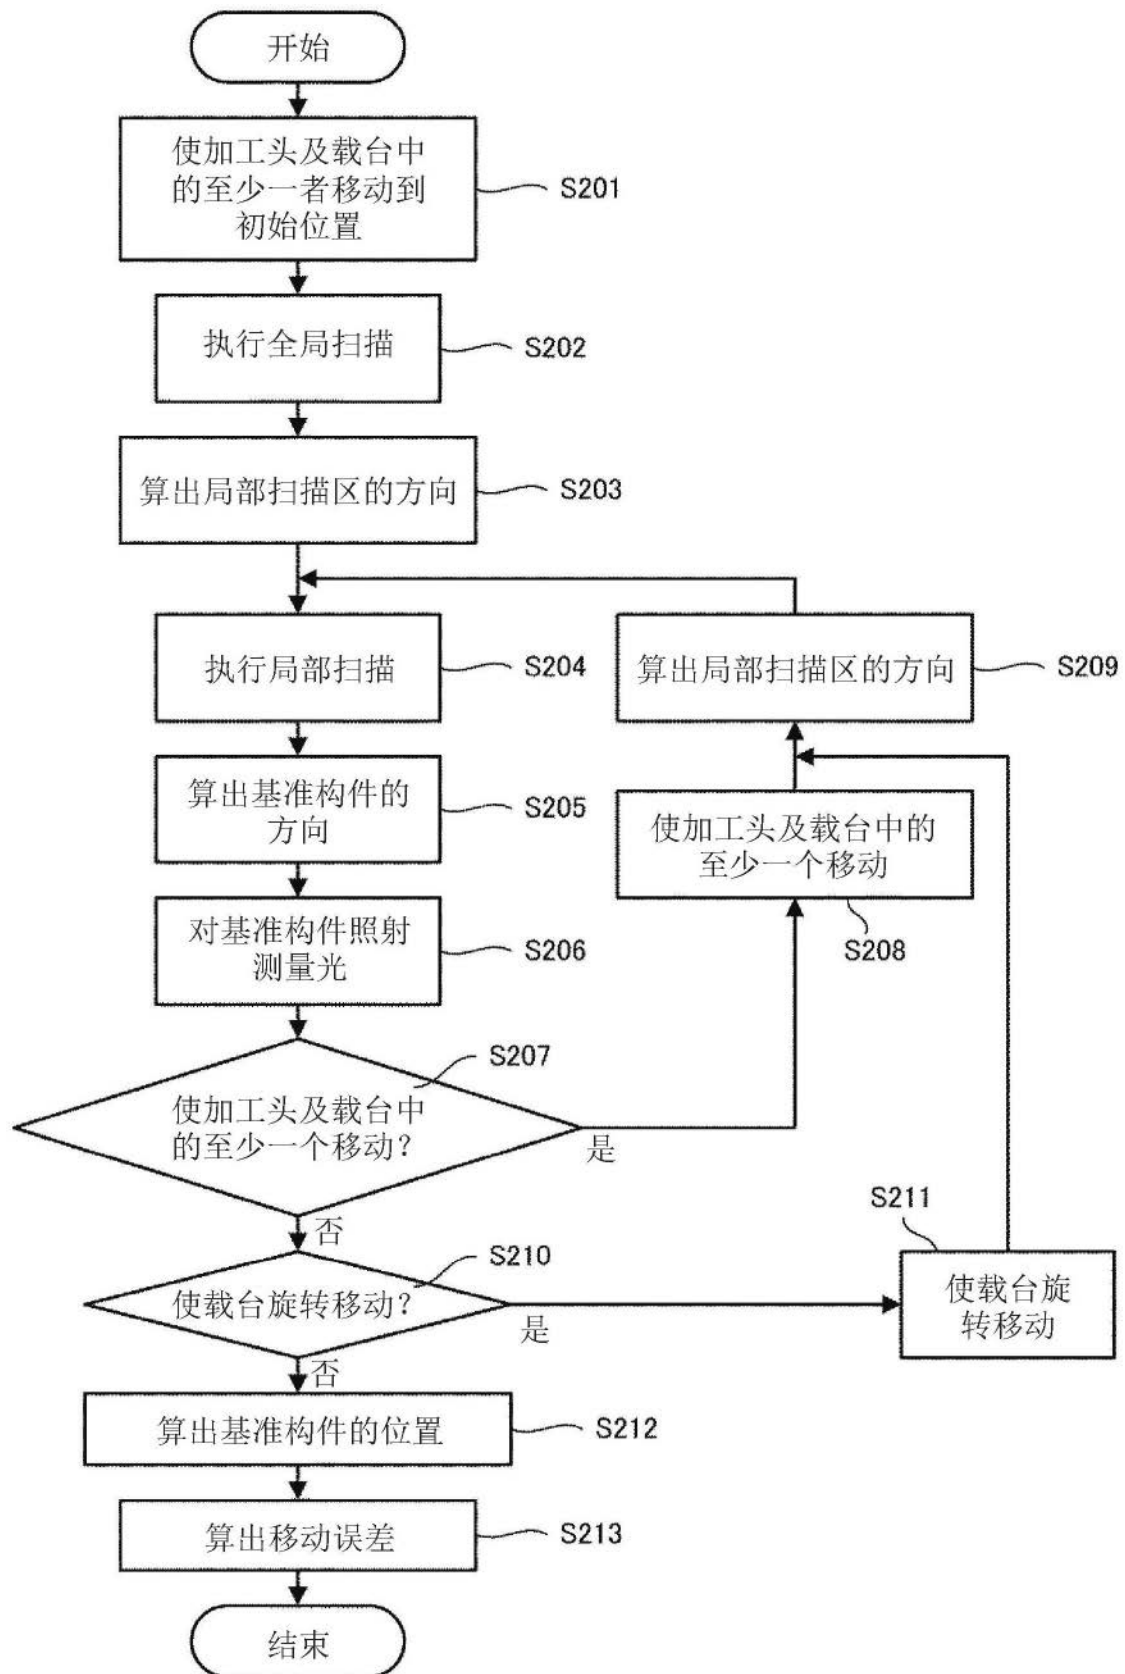 开始
使加工头及载台中
的至少一者移动到
初始位置
S201
执行全局扫描
S202
算出局部扫描区的方向
S203
执行局部扫描
S204
算出局部扫描区的方向
S209
算出基准构件的
方向
S205
使加工头及载台中的
至少一个移动
S208
对基准构件照射
测量光
S206
S207
使加工头及载台中
的至少一个移动?
是
否
S210
使载台旋转移动?
是
否
S211
使载台旋
转移动
算出基准构件的位置
S212
算出移动误差
S213
结束